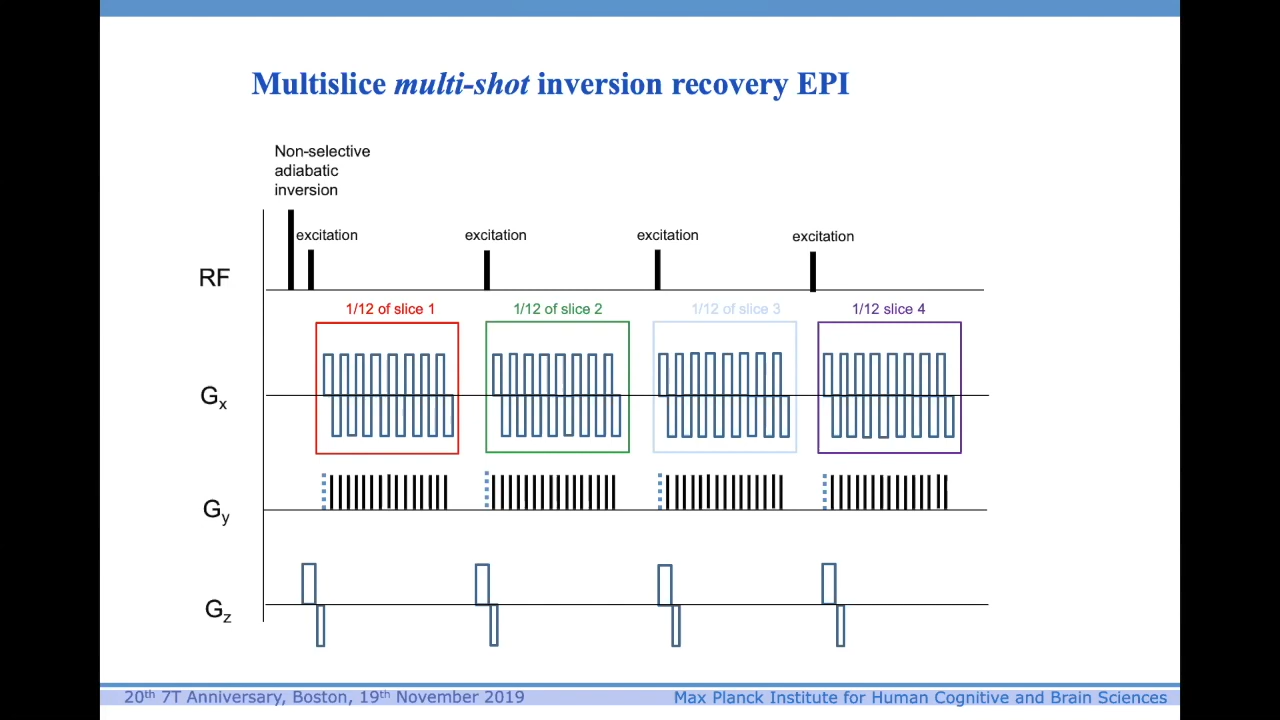 Multislice multi-shot inversion recovery EPI
Non-selective
adiabatic
inversion
excitation
excitation
excitation
excitation
RF
1/12 of slice 1
1/12 of slice 2
1/12 of slice 3
1/12 slice 4
Gx
Gy
Gz
20th 7T Anniversary, Boston, 19th November 2019
Max Planck Institute for Human Cognitive and Brain Sciences